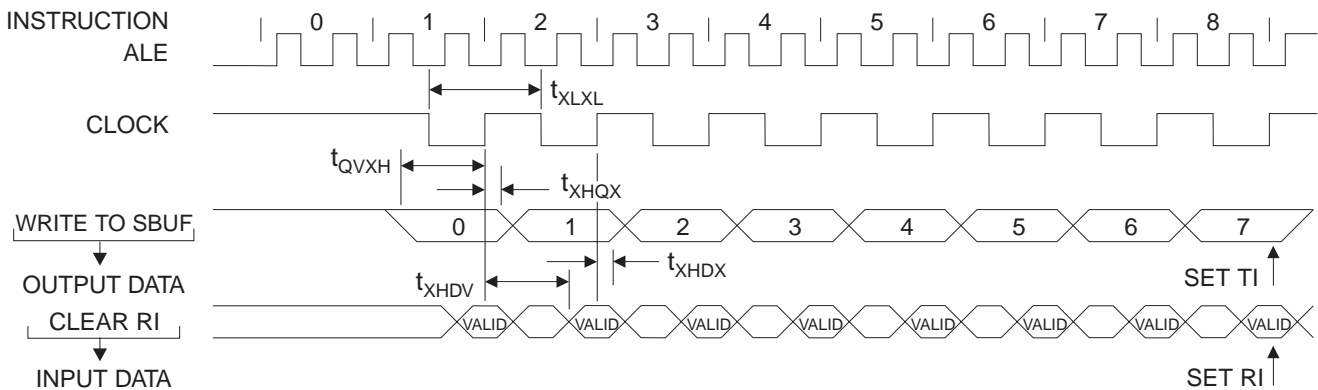 INSTRUCTION 0 1 2 3 4 5 6 7 8
ALE
tXLXL
CLOCK
tQVXH
tXHQX
WRITE TO SBUF 0 1 2 3 4 5 6 7
tXHDX
tXHDV
SET TI
OUTPUT DATA
CLEAR RI VALID VALID VALID VALID VALID VALID VALID VALID
INPUT DATA SET RI